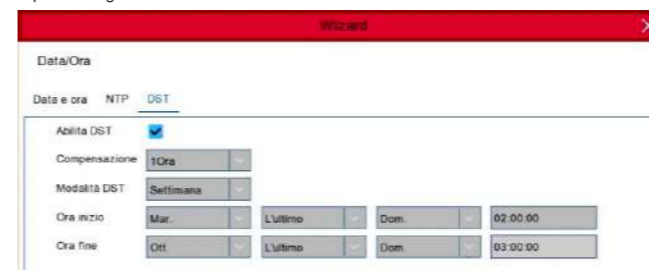 Wizard
Data/Ora
Data e ora NTP DST
Abilita DST
Compensazione 1Ora
Modalità DST Settimana
Ora inizio Mar. L'ultimo Dom. 02:00:00
Ora fine Ott. L'ultimo Dom. 03:00:00